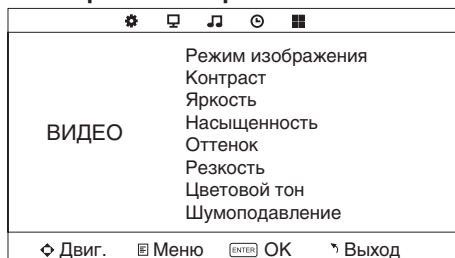 ВИДЕО
Режим изображения
Контраст
Яркость
Насыщенность
Оттенок
Резкость
Цветовой тон
Шумоподавление
Двиг. Меню ENTER OK Выход